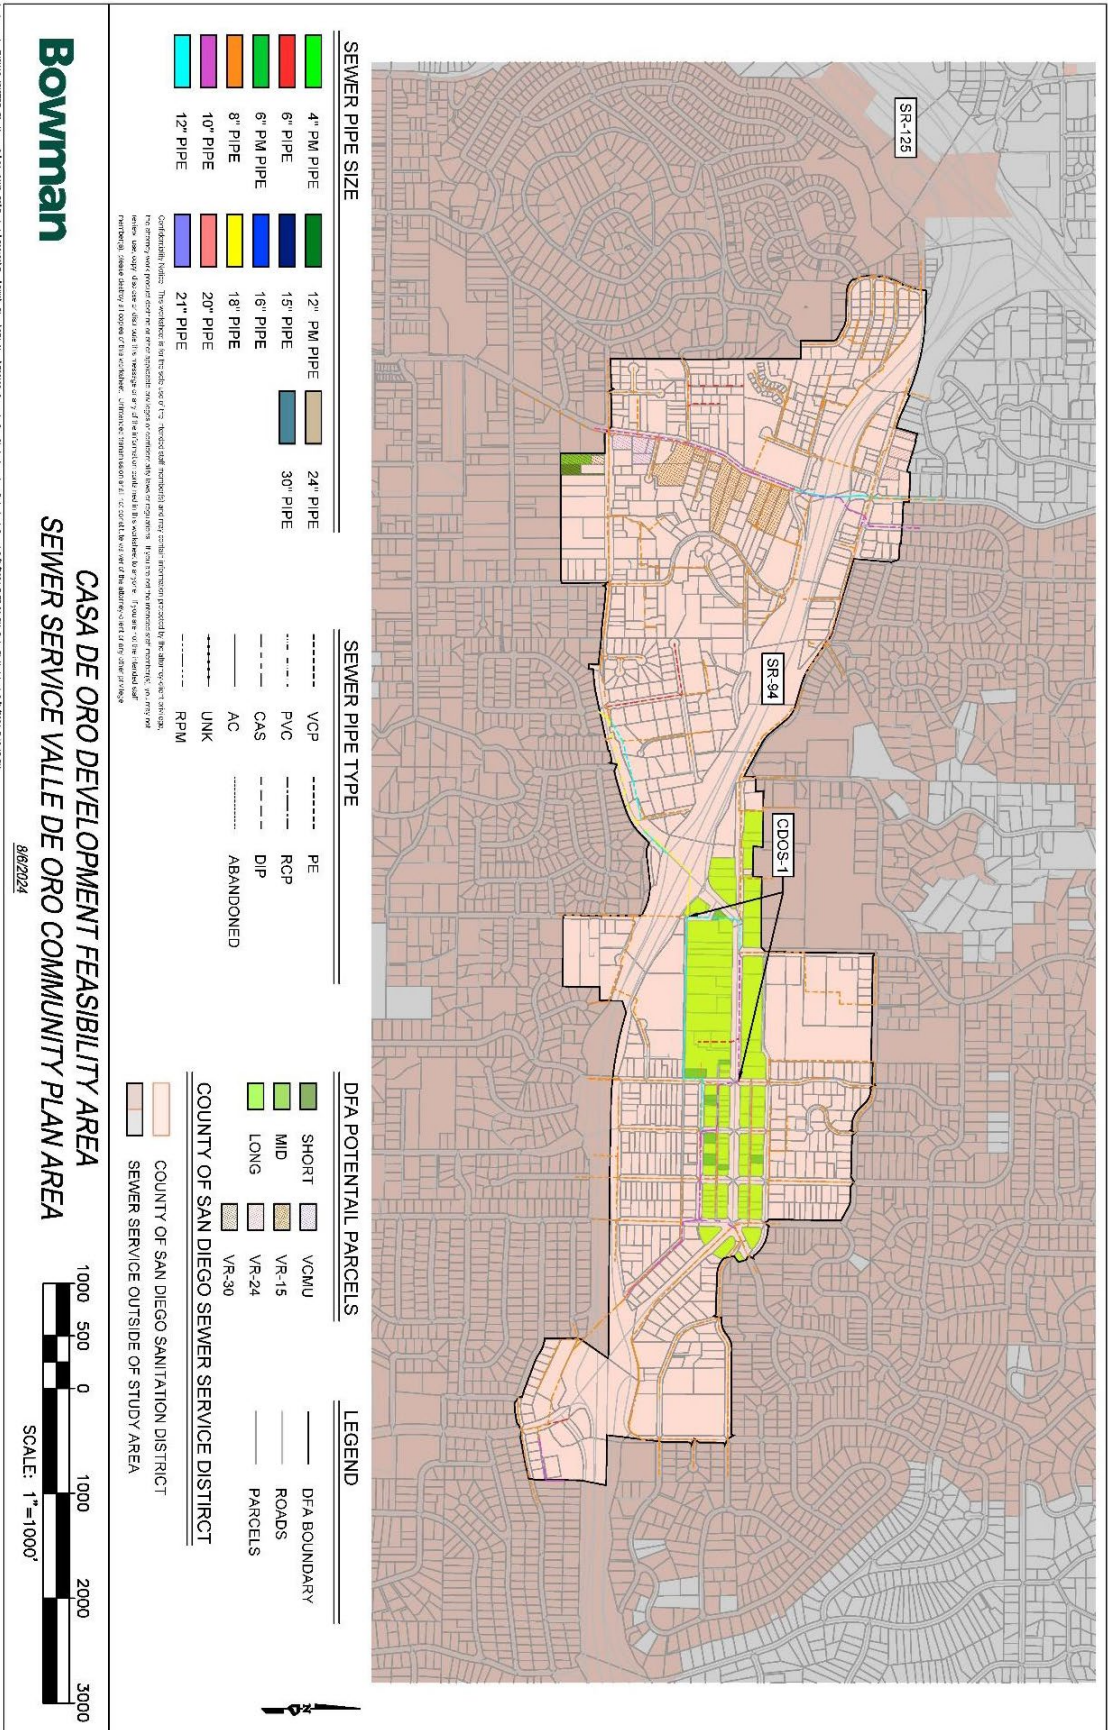 SR-125
SR-94
CDOS-1
SEWER PIPE SIZE
4" PM PIPE
6" PIPE
6" PM PIPE
8" PIPE
10" PIPE
12" PIPE
12" PM PIPE
15" PIPE
16" PIPE
18" PIPE
20" PIPE
21" PIPE
24" PIPE
30" PIPE
SEWER PIPE TYPE
VCP
PVC
CAS
AC
UNK
RPM
PE
RCP
DIP
ABANDONED
DFA POTENTAIL PARCELS
SHORT
MID
LONG
VCMU
VR-15
VR-24
VR-30
COUNTY OF SAN DIEGO SEWER SERVICE DISTIRCT
COUNTY OF SAN DIEGO SANITATION DISTRICT
SEWER SERVICE OUTSIDE OF STUDY AREA
LEGEND
DFA BOUNDARY
ROADS
PARCELS
N
Bowman
CASA DE ORO DEVELOPMENT FEASIBILITY AREA
SEWER SERVICE VALLE DE ORO COMMUNITY PLAN AREA
8/6/2024
1000 500 0 1000 2000 3000
SCALE: 1"=1000'